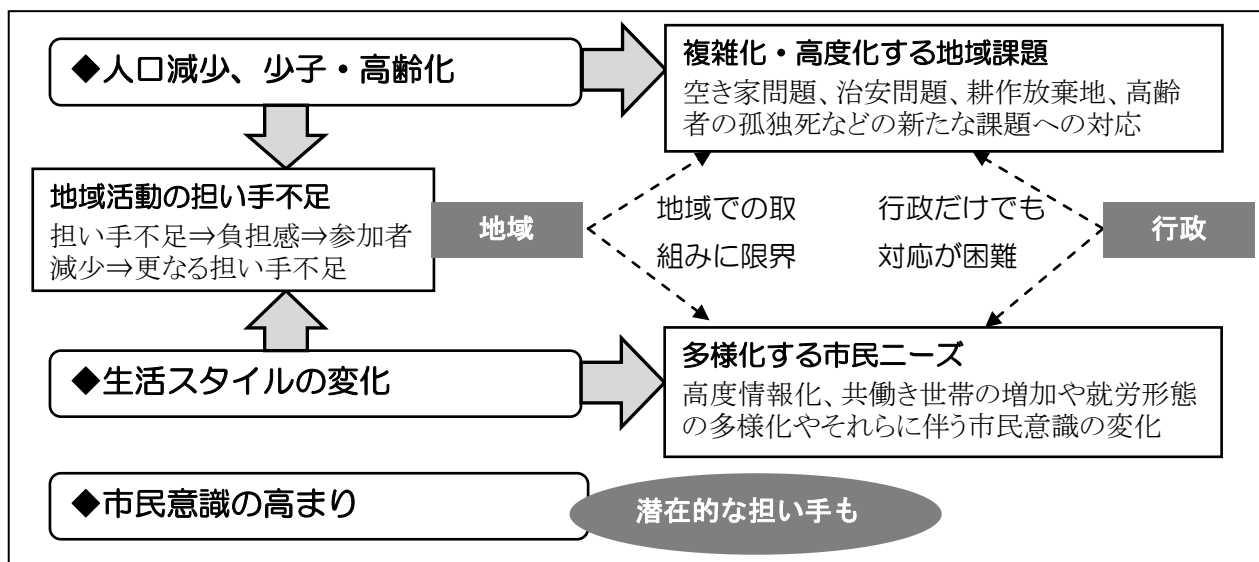 ◆人口減少、少子・高齢化
複雑化・高度化する地域課題
空き家問題、治安問題、耕作放棄地、高齢
者の孤独死などの新たな課題への対応
地域活動の担い手不足
担い手不足⇒負担感⇒参加者
減少⇒更なる担い手不足
地域
地域での取
組みに限界
行政だけでも
対応が困難
行政
◆生活スタイルの変化
多様化する市民ニーズ
高度情報化、共働き世帯の増加や就労形態
の多様化やそれらに伴う市民意識の変化
◆市民意識の高まり
潜在的な担い手も